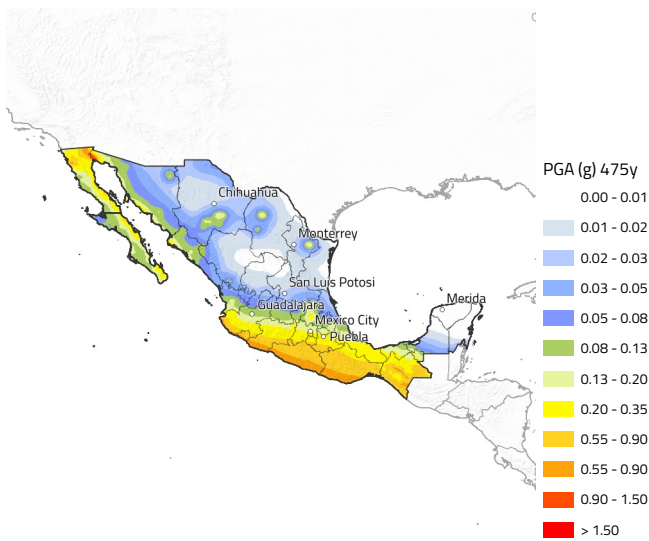 PGA (g) 475y
0.00 - 0.01
0.01 - 0.02
0.02 - 0.03
0.03 - 0.05
0.05 - 0.08
0.08 - 0.13
0.13 - 0.20
0.20 - 0.35
0.55 - 0.90
0.55 - 0.90
0.90 - 1.50
> 1.50
Chihuahua
Monterrey
San Luis Potosi
Merida
Guadalajara
Mexico City
Puebla